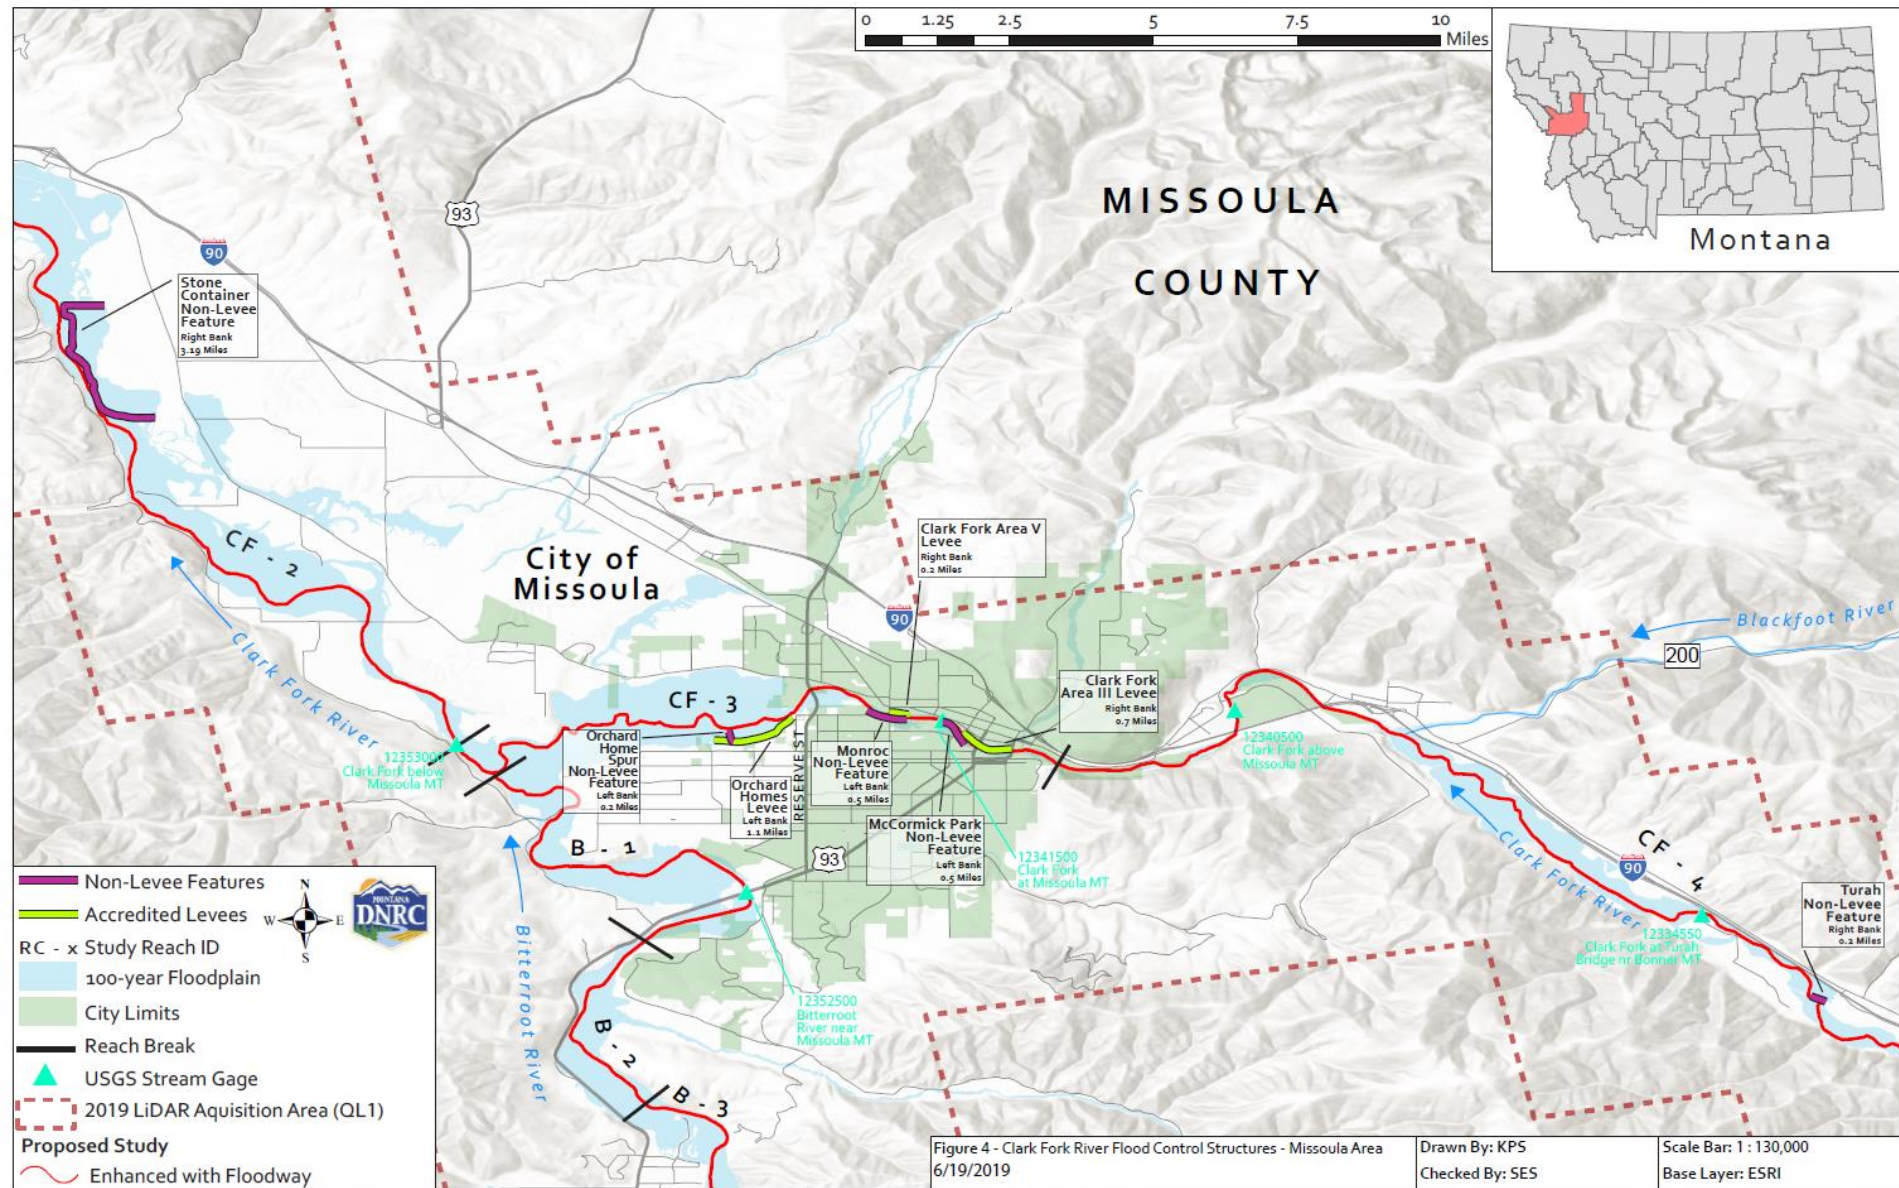 0 1.25 2.5 5 7.5 10
Miles
Montana
MISSOULA
COUNTY
93
90
Stone
Container
Non-Levee
Feature
Right Bank
3.19 Miles
CF - 2
City of
Missoula
Clark Fork Area V
Levee
Right Bank
0.2 Miles
90
Blackfoot River
200
Clark Fork River
CF - 3
Clark Fork
Area III Levee
Right Bank
0.7 Miles
12353000
Clark Fork below
Missoula MT
Orchard
Home
Spur
Non-Levee
Feature
Left Bank
0.2 Miles
Orchard
Homes
Levee
Left Bank
1.1 Miles
RESERVE ST
Monroc
Non-Levee
Feature
Left Bank
0.5 Miles
McCormick Park
Non-Levee
Feature
Left Bank
0.5 Miles
12340500
Clark Fork above
Missoula MT
12341500
Clark Fork
at Missoula MT
93
B - 1
Clark Fork River
CF - 4
90
Turah
Non-Levee
Feature
Right Bank
0.2 Miles
12334550
Clark Fork at Turah
Bridge nr Bonner MT
Bitterroot River
12352500
Bitterroot
River near
Missoula MT
B - 2
B - 3
Non-Levee Features
Accredited Levees
RC - x Study Reach ID
100-year Floodplain
City Limits
Reach Break
USGS Stream Gage
2019 LiDAR Aquisition Area (QL1)
Proposed Study
Enhanced with Floodway
N
W E
S
MONTANA
DNRC
Figure 4 - Clark Fork River Flood Control Structures - Missoula Area
6/19/2019
Drawn By: KPS
Checked By: SES
Scale Bar: 1 : 130,000
Base Layer: ESRI